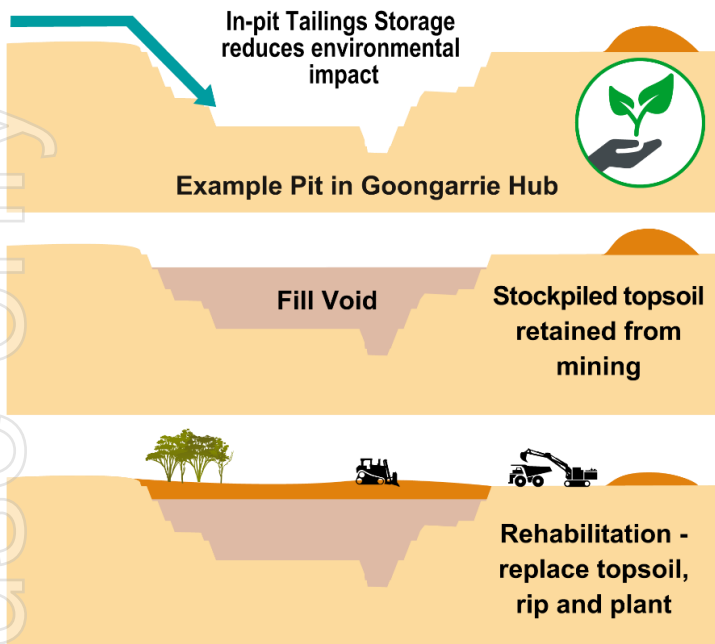 In-pit Tailings Storage
reduces environmental
impact
Example Pit in Goongarrie Hub
Fill Void
Stockpiled topsoil
retained from
mining
Rehabilitation -
replace topsoil,
rip and plant